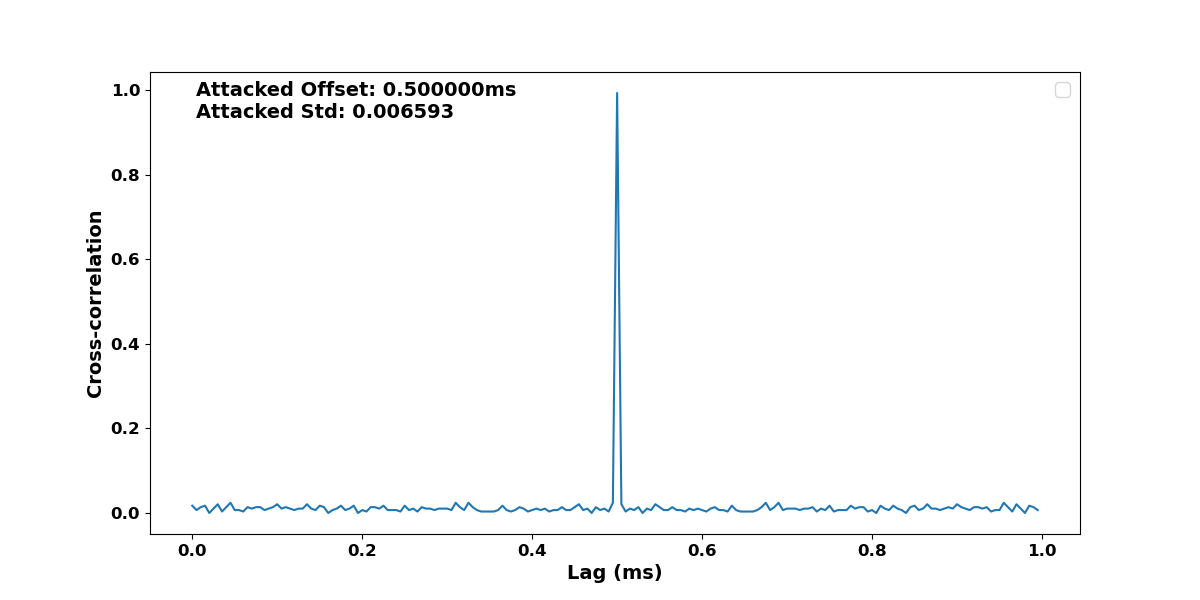 Attacked Offset: 0.500000ms
Attacked Std: 0.006593
1.0
0.8
0.6
0.4
0.2
0.0
Cross-correlation
0.0 0.2 0.4 0.6 0.8 1.0
Lag (ms)